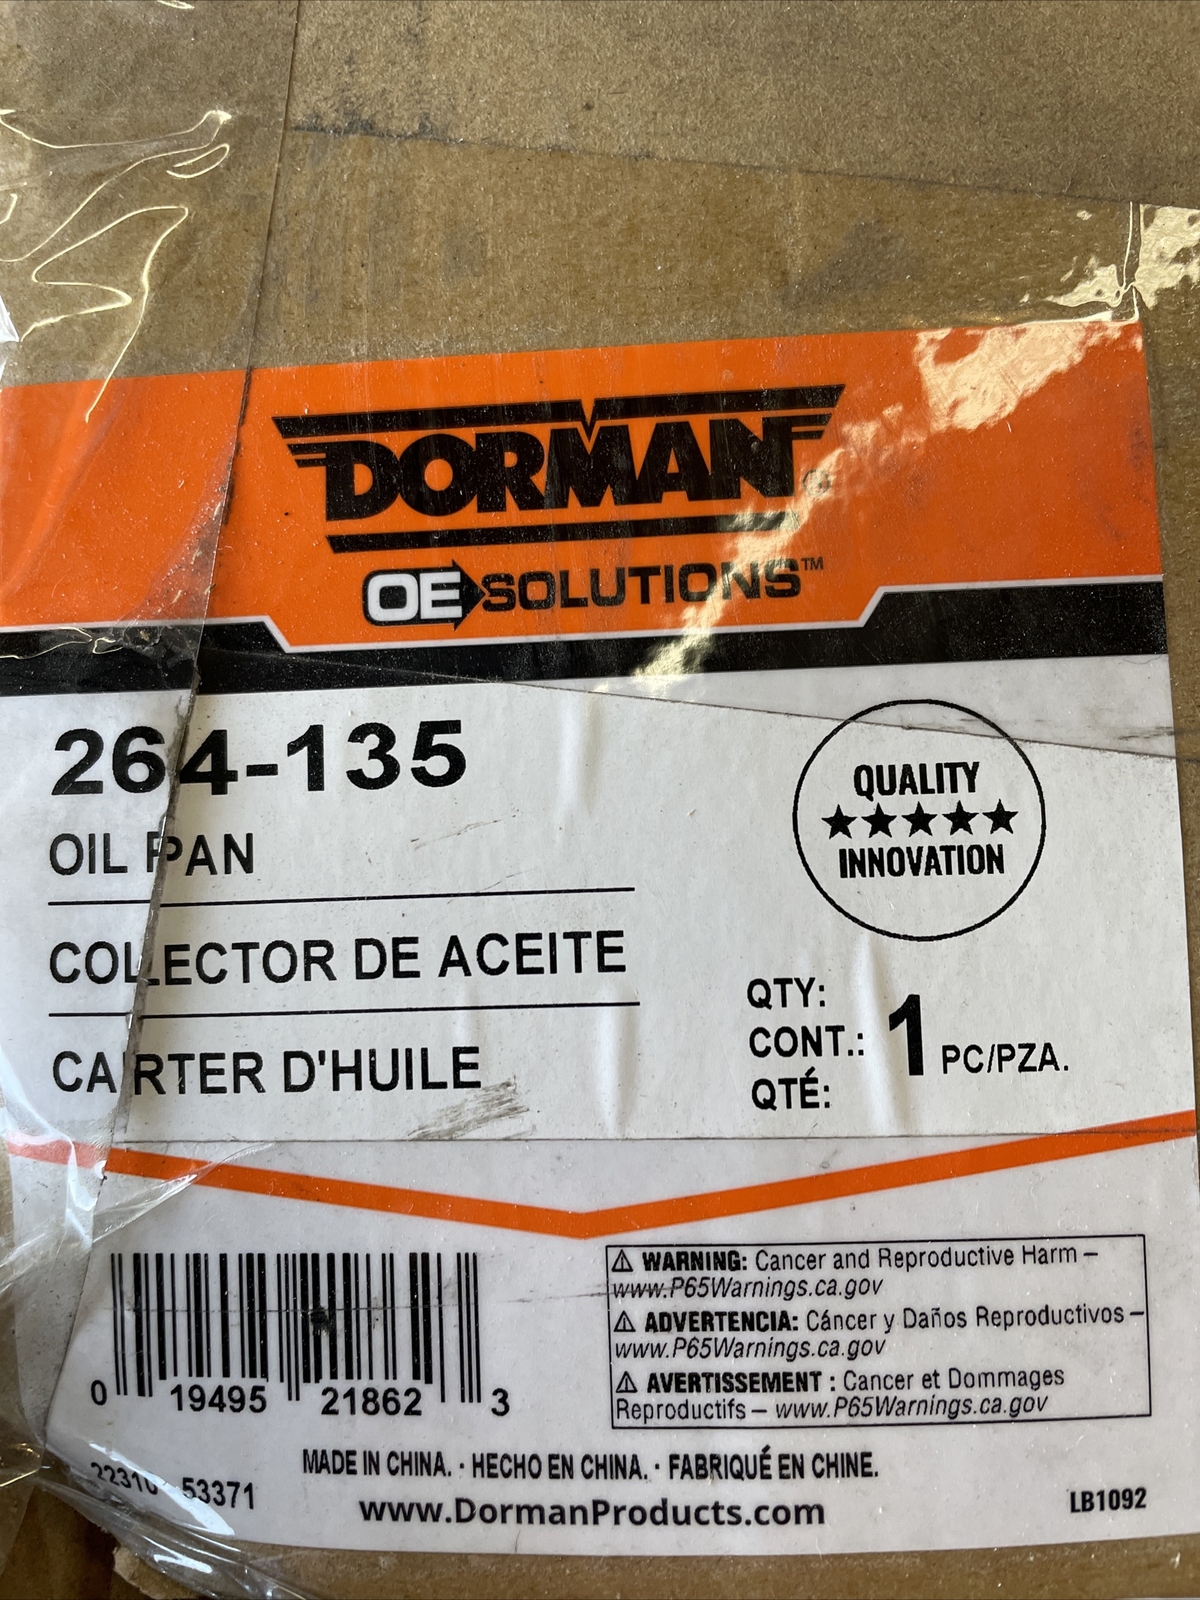 DORMAN®
OE SOLUTIONS™
264-135
OIL PAN
COLLECTOR DE ACEITE
CARTER D'HUILE
QUALITY
★★★★★
INNOVATION
QTY:
CONT.: 1 PC/PZA.
QTÉ:
⚠ WARNING: Cancer and Reproductive Harm –
www.P65Warnings.ca.gov
⚠ ADVERTENCIA: Cáncer y Daños Reproductivos –
www.P65Warnings.ca.gov
⚠ AVERTISSEMENT : Cancer et Dommages
Reproductifs – www.P65Warnings.ca.gov
0 19495 21862 3
MADE IN CHINA. · HECHO EN CHINA. · FABRIQUÉ EN CHINE.
53371
www.DormanProducts.com
LB1092